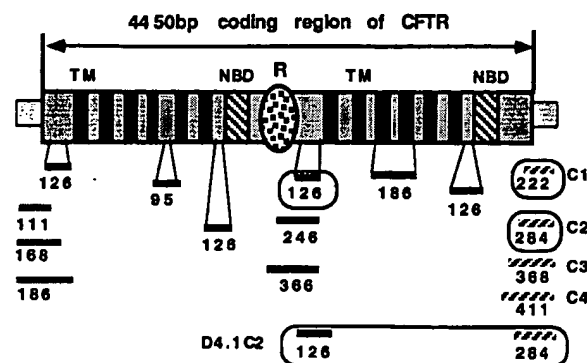 4450bp coding region of CFTR
TM NBD R TM NBD
126 95 126 126 186 126 222 C1
111 246 284 C2
168 366 368 C3
186 411 C4
D4.1C2 126 284